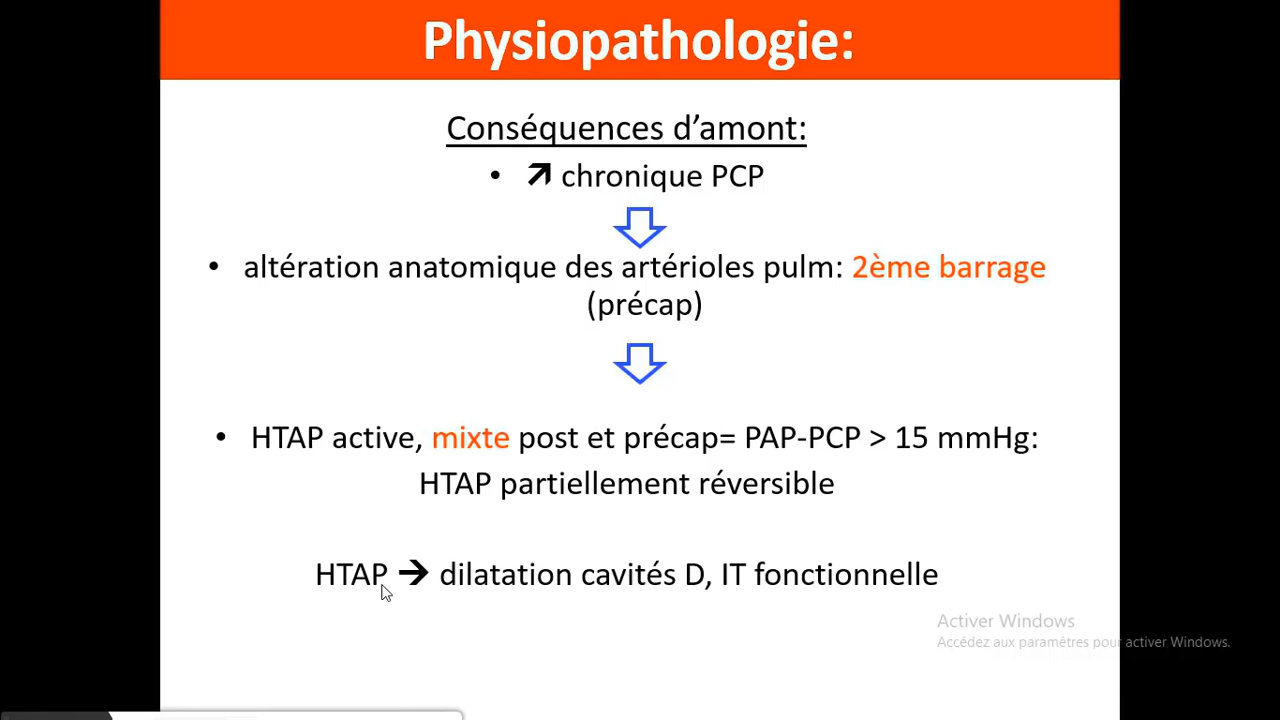 Physiopathologie:
Conséquences d’amont:
• ↗ chronique PCP
• altération anatomique des artérioles pulm: 2ème barrage
(précap)
• HTAP active, mixte post et précap= PAP-PCP > 15 mmHg:
HTAP partiellement réversible
HTAP → dilatation cavités D, IT fonctionnelle
Activer Windows
Accédez aux paramètres pour activer Windows.